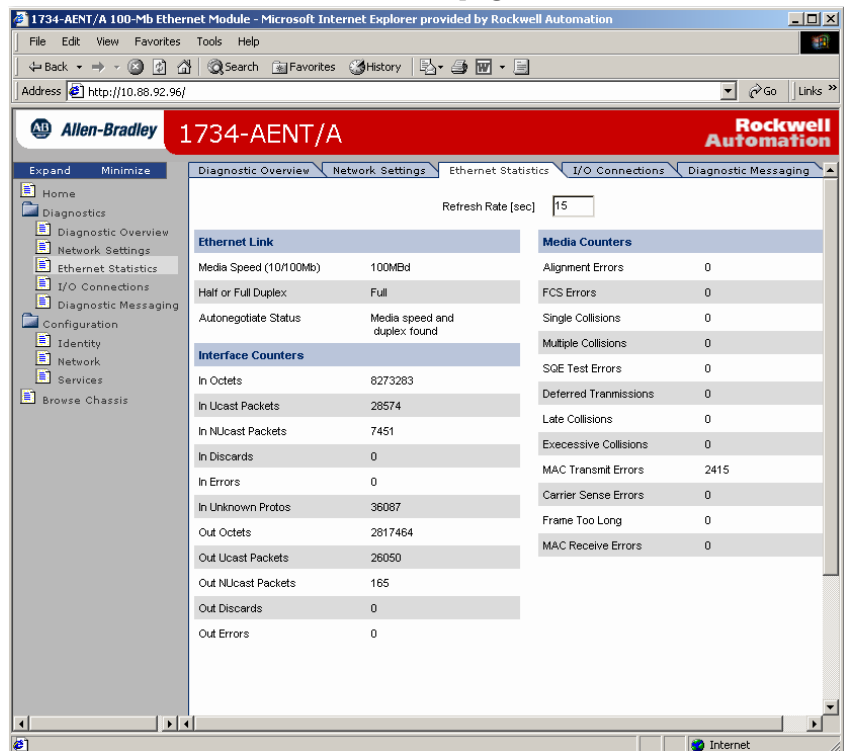 1734-AENT/A 100-Mb Ethernet Module - Microsoft Internet Explorer provided by Rockwell Automation
File Edit View Favorites Tools Help
Back Search Favorites History
Address http://10.88.92.96/ Go Links »
AB Allen-Bradley 1734-AENT/A Rockwell Automation
Expand Minimize
Home
Diagnostics
Diagnostic Overview
Network Settings
Ethernet Statistics
I/O Connections
Diagnostic Messaging
Configuration
Identity
Network
Services
Browse Chassis
Diagnostic Overview Network Settings Ethernet Statistics I/O Connections Diagnostic Messaging
Refresh Rate [sec] 15
Ethernet Link
Media Speed (10/100Mb) 100MBd
Half or Full Duplex Full
Autonegotiate Status Media speed and
duplex found
Interface Counters
In Octets 8273283
In Ucast Packets 28574
In NUcast Packets 7451
In Discards 0
In Errors 0
In Unknown Protos 36087
Out Octets 2817464
Out Ucast Packets 26050
Out NUcast Packets 165
Out Discards 0
Out Errors 0
Media Counters
Alignment Errors 0
FCS Errors 0
Single Collisions 0
Multiple Collisions 0
SQE Test Errors 0
Deferred Tranmissions 0
Late Collisions 0
Execessive Collisions 0
MAC Transmit Errors 2415
Carrier Sense Errors 0
Frame Too Long 0
MAC Receive Errors 0
Internet